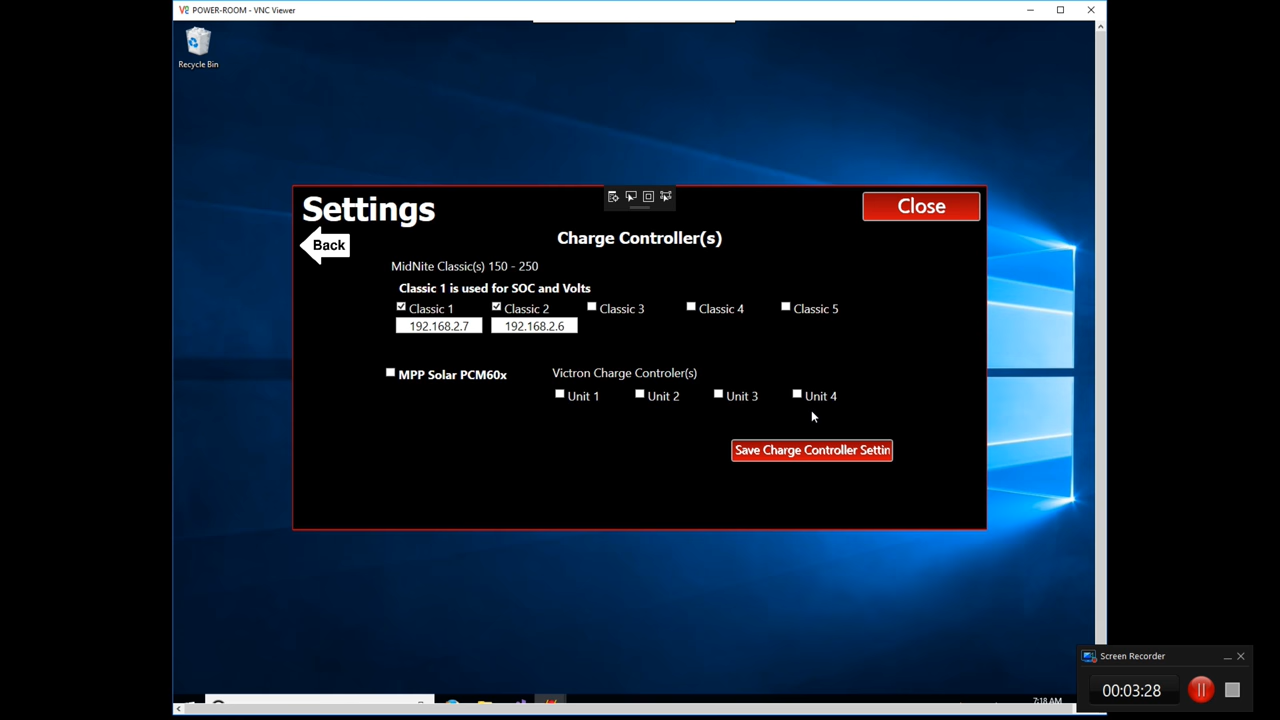 POWER-ROOM - VNC Viewer
Recycle Bin
Settings
Close
Back
Charge Controller(s)
MidNite Classic(s) 150 - 250
Classic 1 is used for SOC and Volts
Classic 1 Classic 2 Classic 3 Classic 4 Classic 5
192.168.2.7 192.168.2.6
MPP Solar PCM60x
Victron Charge Controler(s)
Unit 1 Unit 2 Unit 3 Unit 4
Save Charge Controller Settin
Screen Recorder
00:03:28
7:18 AM